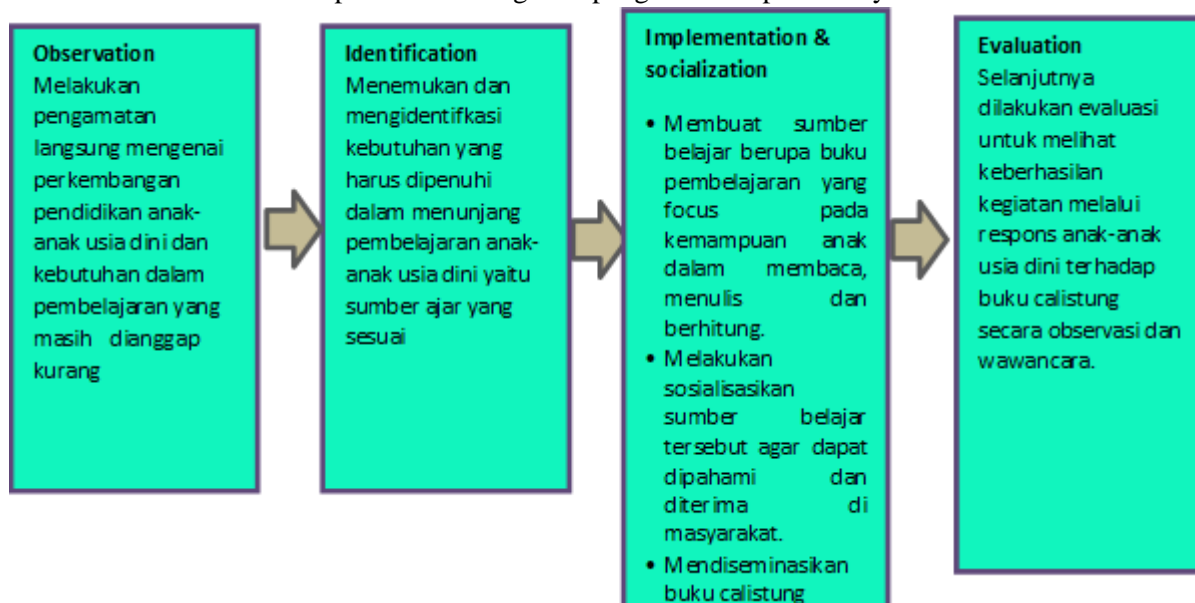 Observation
Melakukan
pengamatan
langsung mengenai
perkembangan
pendidikan anak-
anak usia dini dan
kebutuhan dalam
pembelajaran yang
masih dianggap
kurang
Identification
Menemukan dan
mengidentifkasi
kebutuhan yang
harus dipenuhi
dalam menunjang
pembelajaran anak-
anak usia dini yaitu
sumber ajar yang
sesuai
Implementation &
socialization
• Membuat sumber
belajar berupa buku
pembelajaran yang
focus pada
kemampuan anak
dalam membaca,
menulis dan
berhitung.
• Melakukan
sosialisasikan
sumber belajar
tersebut agar dapat
dipahami dan
diterima di
masyarakat.
• Mendiseminasikan
buku calistung
Evaluation
Selanjutnya
dilakukan evaluasi
untuk melihat
keberhasilan
kegiatan melalui
respons anak-anak
usia dini terhadap
buku calistung
secara observasi dan
wawancara.